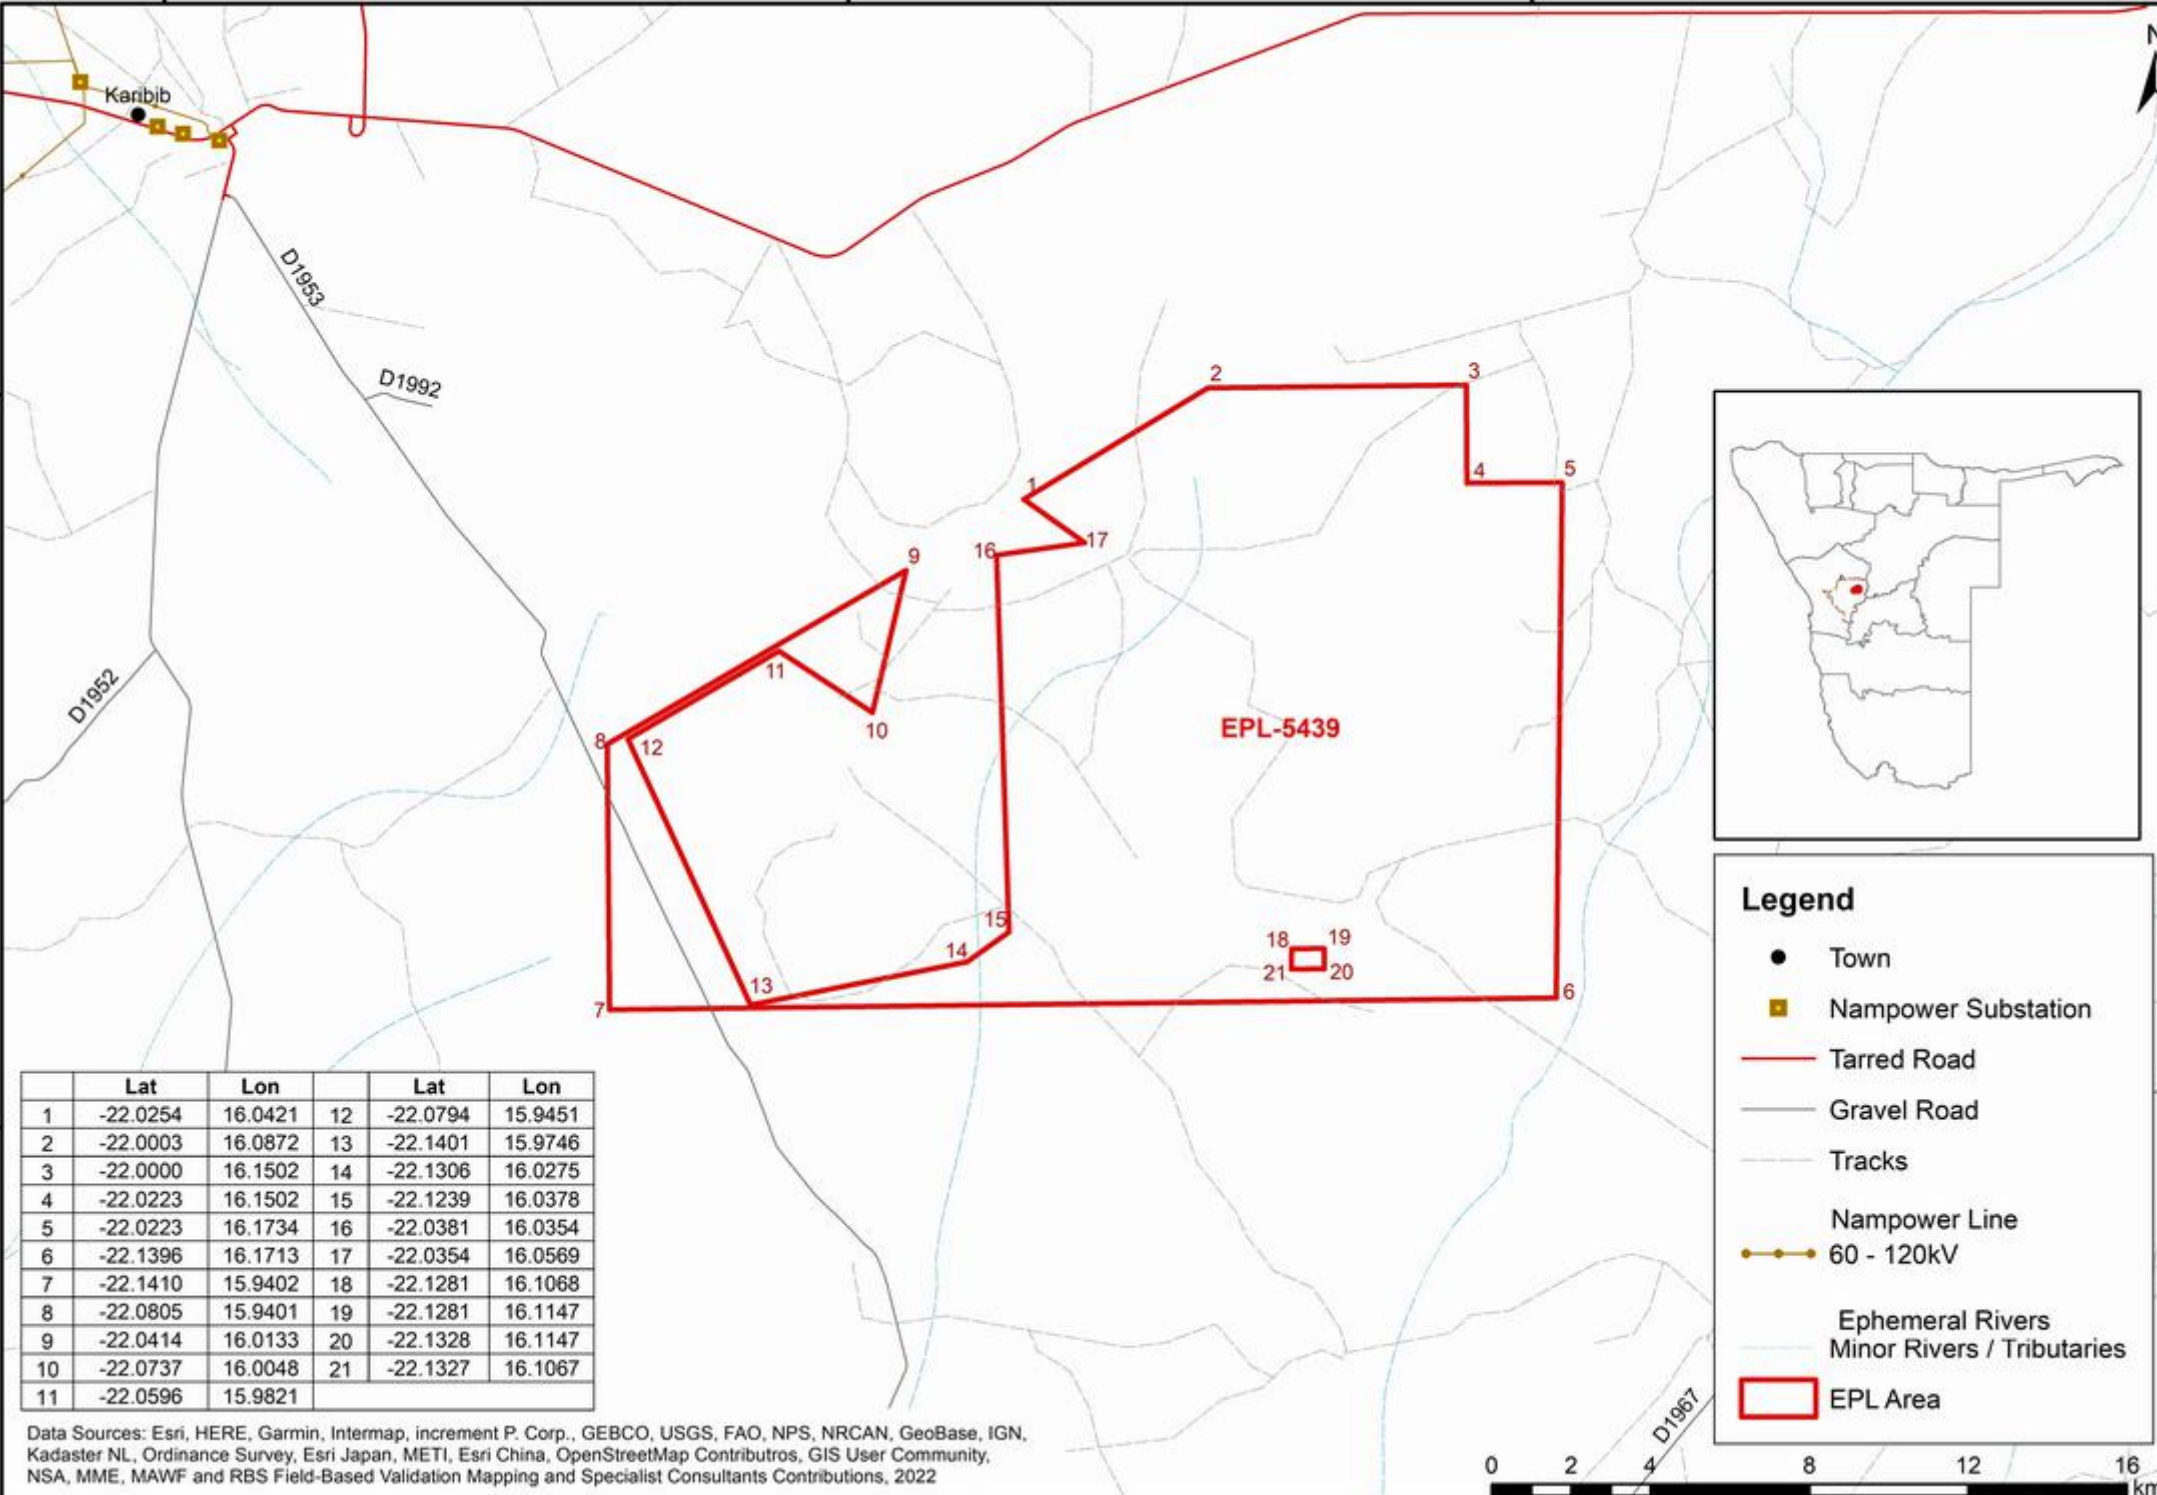 N
Karibib
D1953
D1992
D1952
2
3
1
4
5
17
16
9
11
10
8
12
EPL-5439
15
14
18
19
21
20
13
7
6
Legend
Town
Nampower Substation
Tarred Road
Gravel Road
Tracks
Nampower Line
60 - 120kV
Ephemeral Rivers
Minor Rivers / Tributaries
EPL Area
D1967
Lat Lon Lat Lon
1 -22.0254 16.0421 12 -22.0794 15.9451
2 -22.0003 16.0872 13 -22.1401 15.9746
3 -22.0000 16.1502 14 -22.1306 16.0275
4 -22.0223 16.1502 15 -22.1239 16.0378
5 -22.0223 16.1734 16 -22.0381 16.0354
6 -22.1396 16.1713 17 -22.0354 16.0569
7 -22.1410 15.9402 18 -22.1281 16.1068
8 -22.0805 15.9401 19 -22.1281 16.1147
9 -22.0414 16.0133 20 -22.1328 16.1147
10 -22.0737 16.0048 21 -22.1327 16.1067
11 -22.0596 15.9821
Data Sources: Esri, HERE, Garmin, Intermap, increment P. Corp., GEBCO, USGS, FAO, NPS, NRCAN, GeoBase, IGN,
Kadaster NL, Ordinance Survey, Esri Japan, METI, Esri China, OpenStreetMap Contributros, GIS User Community,
NSA, MME, MAWF and RBS Field-Based Validation Mapping and Specialist Consultants Contributions, 2022
0 2 4 8 12 16
km